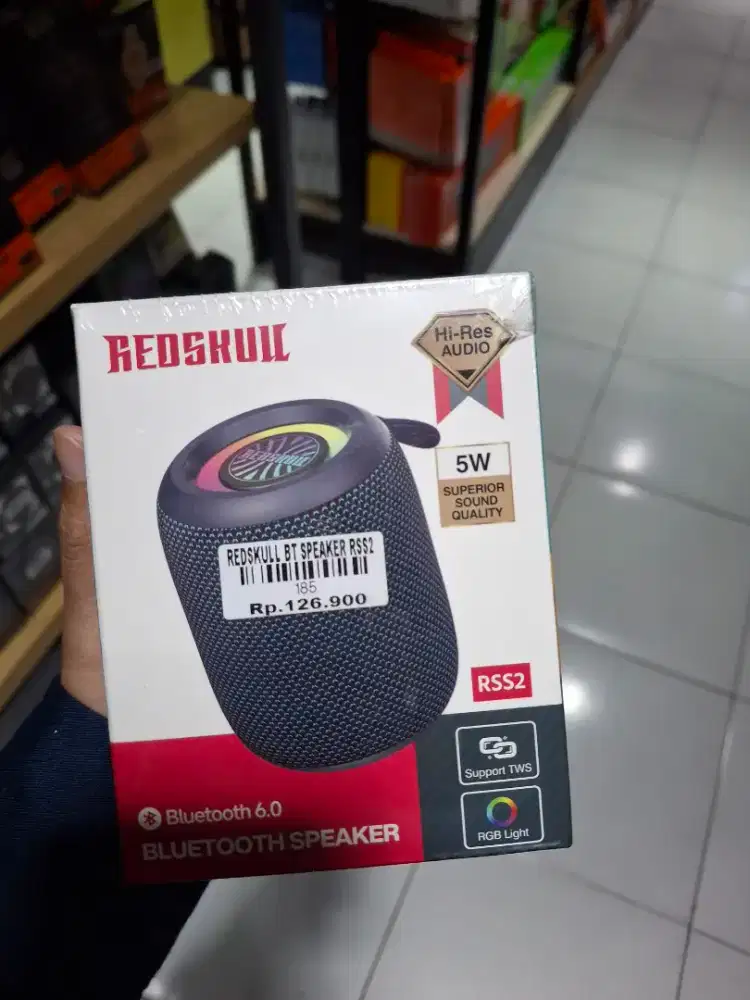 REDSKULL
Hi-Res
AUDIO
REDSKULL
5W
SUPERIOR
SOUND
QUALITY
REDSKULL BT SPEAKER RSS2
185
Rp.126.900
RSS2
Support TWS
Bluetooth 6.0
RGB Light
BLUETOOTH SPEAKER